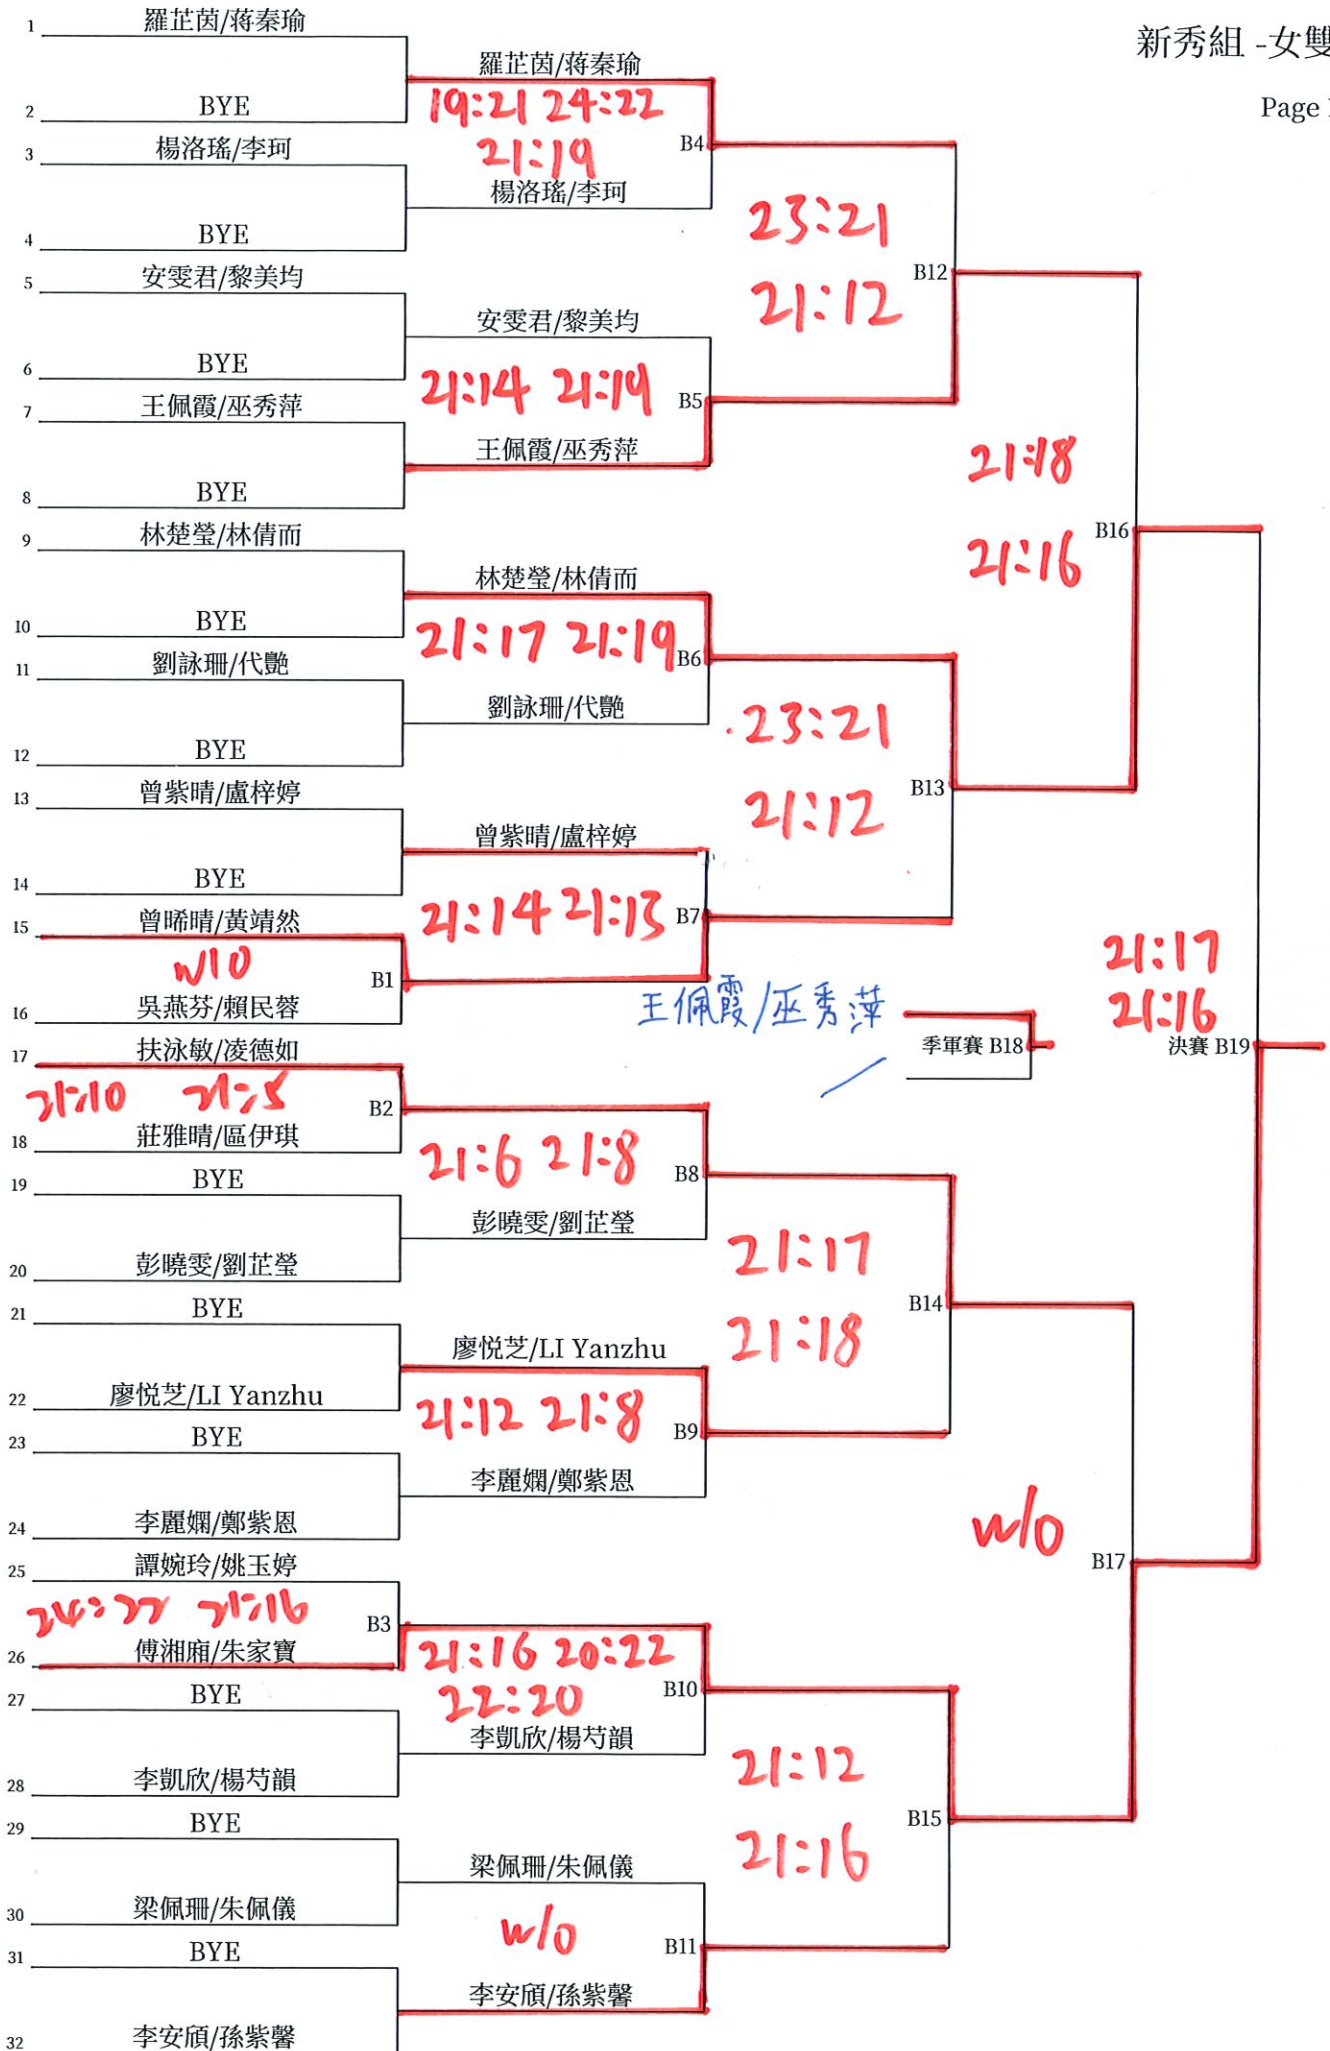 新秀組 -女雙
Page
1 羅芷茵/蒋秦瑜
羅芷茵/蒋秦瑜
2 BYE
19:21 24:22
21:19
B4
3 楊洛瑤/李珂
楊洛瑤/李珂
4 BYE
23:21
21:12
B12
5 安雯君/黎美均
安雯君/黎美均
6 BYE
21:14 21:19
B5
7 王佩霞/巫秀萍
王佩霞/巫秀萍
8 BYE
21:18
21:16
B16
9 林楚瑩/林倩而
林楚瑩/林倩而
10 BYE
21:17 21:19
B6
11 劉詠珊/代艷
劉詠珊/代艷
12 BYE
23:21
21:12
B13
13 曾紫晴/盧梓婷
曾紫晴/盧梓婷
14 BYE
21:14 21:13
B7
15 曾晞晴/黃靖然
w/o
B1
16 吳燕芬/賴民蓉
王佩霞/巫秀萍
季軍賽 B18
21:17
21:16
決賽 B19
17 扶泳敏/凌德如
21:10 21:5
B2
18 莊雅晴/區伊琪
21:6 21:8
B8
19 BYE
彭曉雯/劉芷瑩
20 彭曉雯/劉芷瑩
21:17
21:18
B14
21 BYE
廖悦芝/LI Yanzhu
22 廖悦芝/LI Yanzhu
21:12 21:8
B9
23 BYE
李麗嫻/鄭紫恩
24 李麗嫻/鄭紫恩
w/o
B17
25 譚婉玲/姚玉婷
24:22 21:16
B3
26 傅湘廂/朱家寶
21:16 20:22
22:20
B10
27 BYE
李凱欣/楊芍韻
28 李凱欣/楊芍韻
21:12
21:16
B15
29 BYE
梁佩珊/朱佩儀
30 梁佩珊/朱佩儀
w/o
B11
31 BYE
李安頎/孫紫馨
32 李安頎/孫紫馨